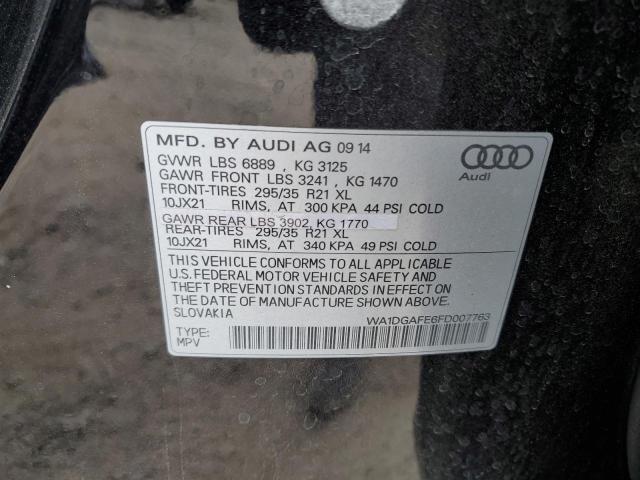 MFD. BY AUDI AG 09 14
GVWR LBS 6889 , KG 3125
GAWR FRONT LBS 3241 , KG 1470
FRONT-TIRES 295/35 R21 XL
10JX21 RIMS, AT 300 KPA 44 PSI COLD
GAWR REAR LBS 3902, KG 1770
REAR-TIRES 295/35 R21 XL
10JX21 RIMS, AT 340 KPA 49 PSI COLD
THIS VEHICLE CONFORMS TO ALL APPLICABLE
U.S. FEDERAL MOTOR VEHICLE SAFETY AND
THEFT PREVENTION STANDARDS IN EFFECT ON
THE DATE OF MANUFACTURE SHOWN ABOVE.
SLOVAKIA
WA1DGAFE6FD007763
TYPE:
MPV
Audi